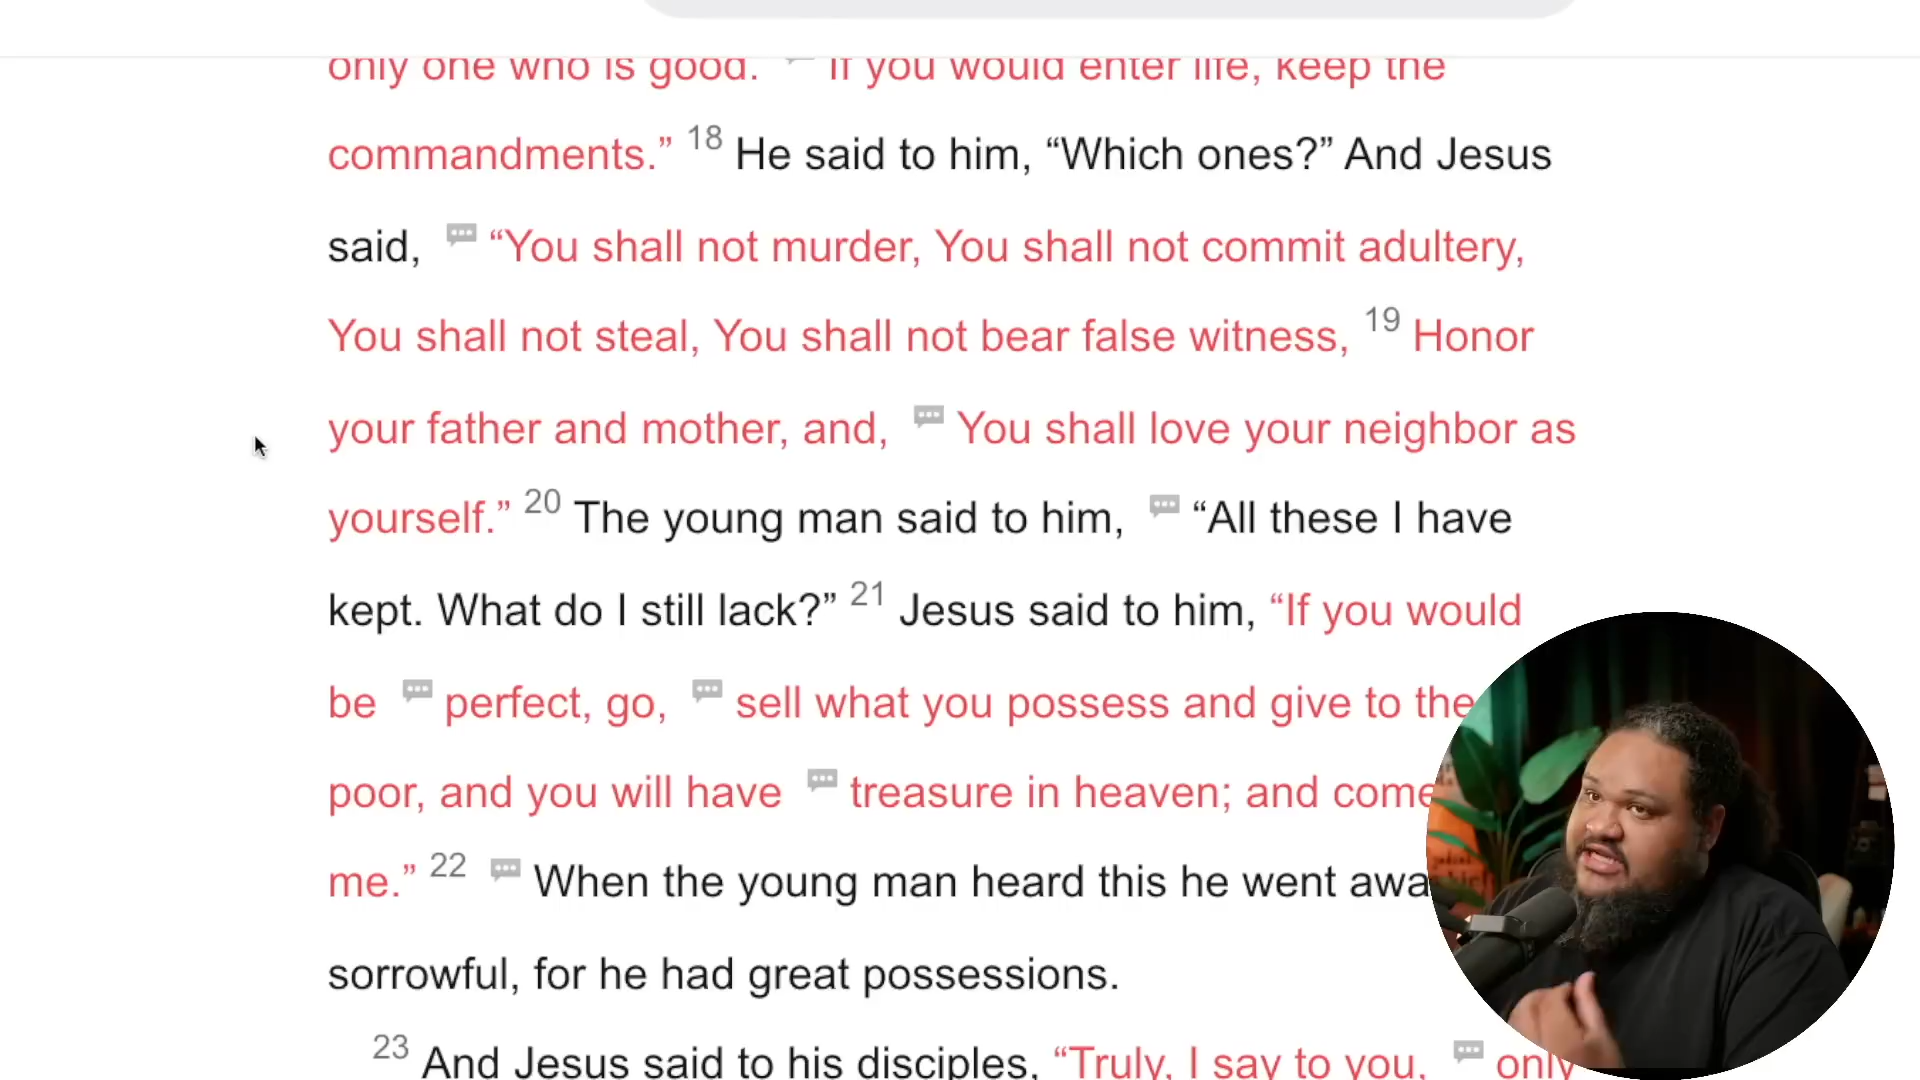 only one who is good. If you would enter life, keep the
commandments.” 18 He said to him, “Which ones?” And Jesus
said, “You shall not murder, You shall not commit adultery,
You shall not steal, You shall not bear false witness, 19 Honor
your father and mother, and, You shall love your neighbor as
yourself.” 20 The young man said to him, “All these I have
kept. What do I still lack?” 21 Jesus said to him, “If you would
be perfect, go, sell what you possess and give to the
poor, and you will have treasure in heaven; and come
me.” 22 When the young man heard this he went awa
sorrowful, for he had great possessions.
23 And Jesus said to his disciples, “Truly, I say to you, only